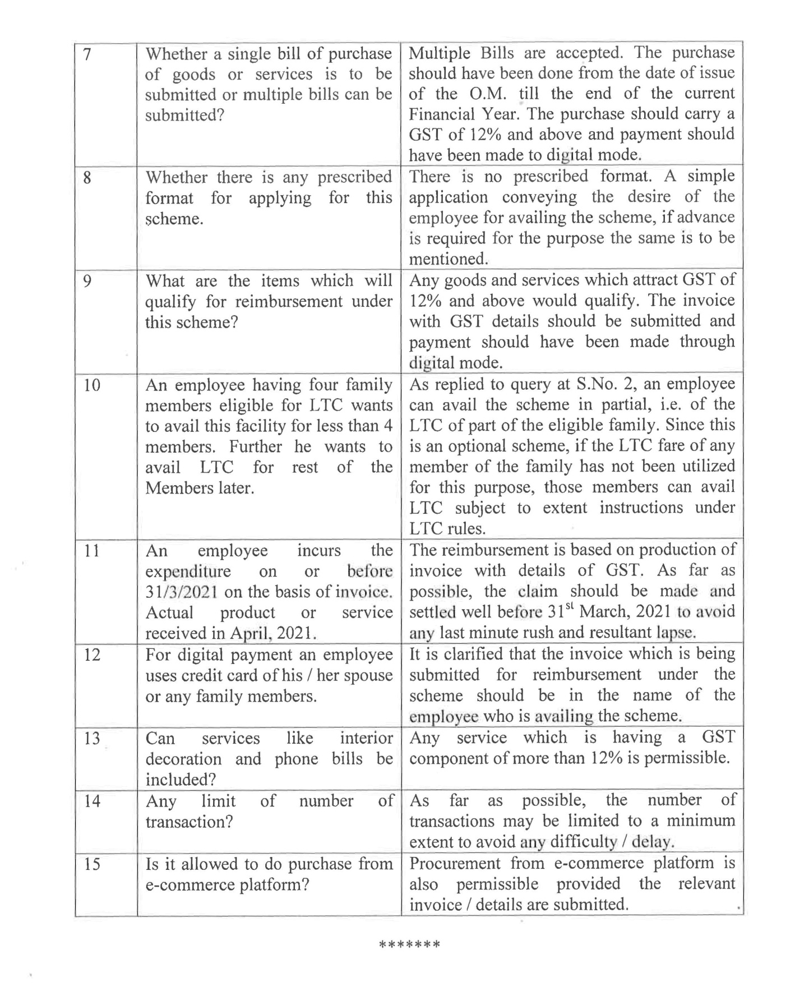 7
Whether a single bill of purchase
of goods or services is to be
submitted or multiple bills can be
submitted?
Multiple Bills are accepted. The purchase
should have been done from the date of issue
of the O.M. till the end of the current
Financial Year. The purchase should carry a
GST of 12% and above and payment should
have been made to digital mode.
8
Whether there is any prescribed
format for applying for this
scheme.
There is no prescribed format. A simple
application conveying the desire of the
employee for availing the scheme, if advance
is required for the purpose the same is to be
mentioned.
9
What are the items which will
qualify for reimbursement under
this scheme?
Any goods and services which attract GST of
12% and above would qualify. The invoice
with GST details should be submitted and
payment should have been made through
digital mode.
10
An employee having four family
members eligible for LTC wants
to avail this facility for less than 4
members. Further he wants to
avail LTC for rest of the
Members later.
As replied to query at S.No. 2, an employee
can avail the scheme in partial, i.e. of the
LTC of part of the eligible family. Since this
is an optional scheme, if the LTC fare of any
member of the family has not been utilized
for this purpose, those members can avail
LTC subject to extent instructions under
LTC rules.
11
An employee incurs the
expenditure on or before
31/3/2021 on the basis of invoice.
Actual product or service
received in April, 2021.
The reimbursement is based on production of
invoice with details of GST. As far as
possible, the claim should be made and
settled well before 31st March, 2021 to avoid
any last minute rush and resultant lapse.
12
For digital payment an employee
uses credit card of his / her spouse
or any family members.
It is clarified that the invoice which is being
submitted for reimbursement under the
scheme should be in the name of the
employee who is availing the scheme.
13
Can services like interior
decoration and phone bills be
included?
Any service which is having a GST
component of more than 12% is permissible.
14
Any limit of number of
transaction?
As far as possible, the number of
transactions may be limited to a minimum
extent to avoid any difficulty / delay.
15
Is it allowed to do purchase from
e-commerce platform?
Procurement from e-commerce platform is
also permissible provided the relevant
invoice / details are submitted.
*******